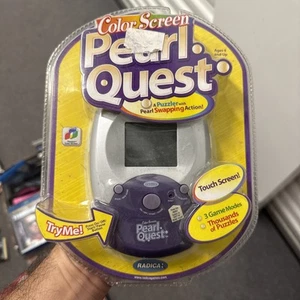 Color Screen
Pearl
Quest
A Puzzler with
Pearl Swapping Action!
Touch Screen!
3 Game Modes
Thousands
of Puzzles
Try Me!
Pearl
Quest
RADICA